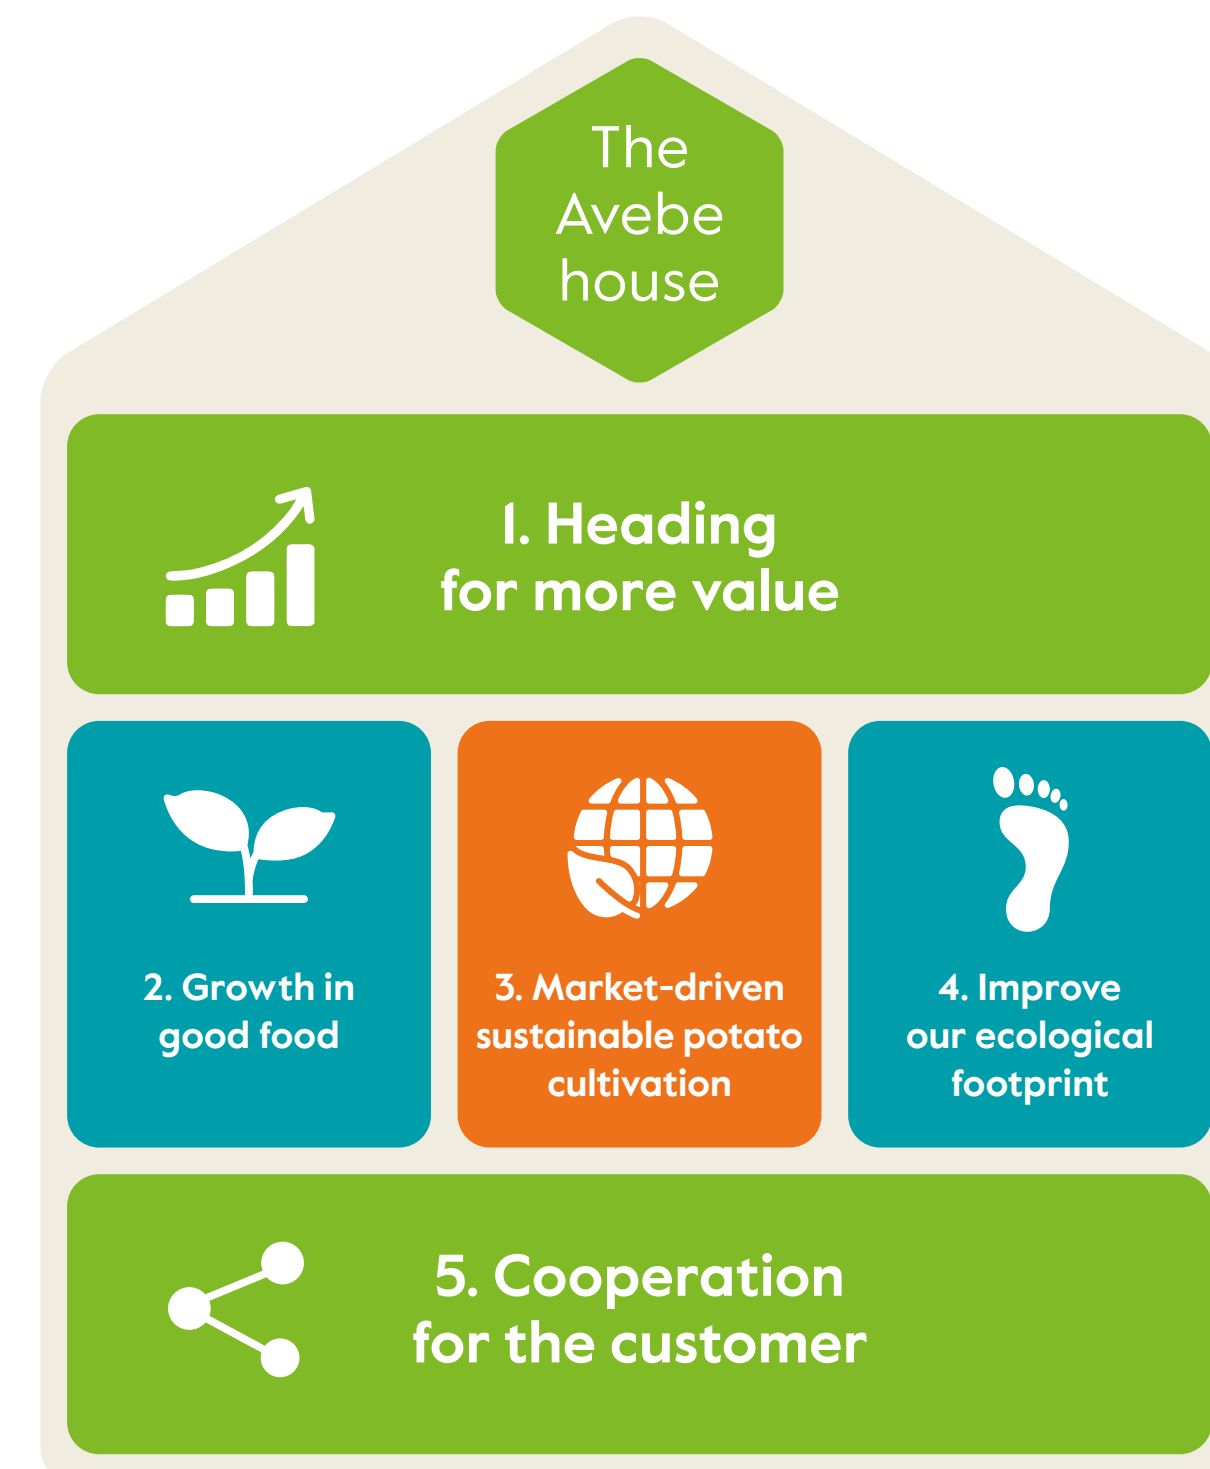 The
Avebe
house
1. Heading
for more value
2. Growth in
good food
3. Market-driven
sustainable potato
cultivation
4. Improve
our ecological
footprint
5. Cooperation
for the customer